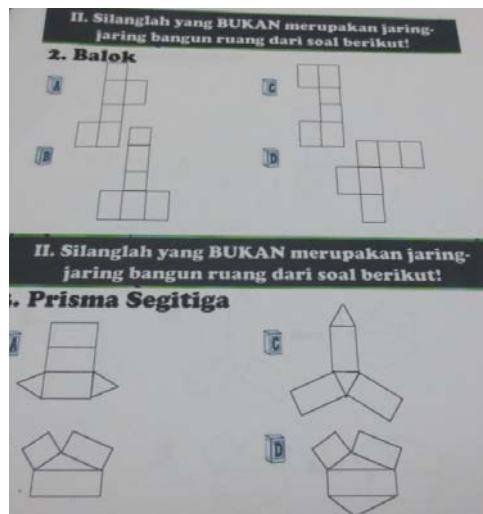 II. Silanglah yang BUKAN merupakan jaring-
jaring bangun ruang dari soal berikut!
2. Balok
A
C
B
D
II. Silanglah yang BUKAN merupakan jaring-
jaring bangun ruang dari soal berikut!
. Prisma Segitiga
A
C
D